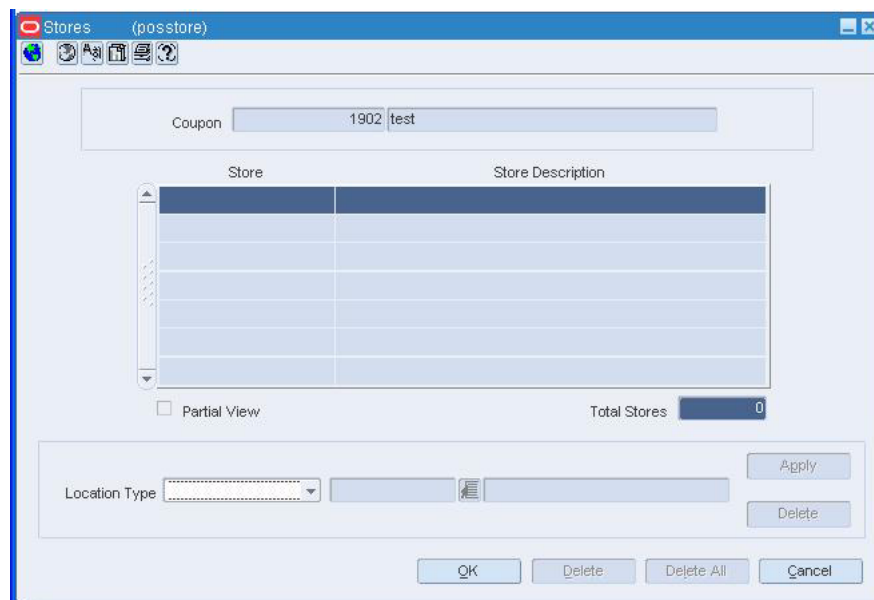 Stores (posstore)
Coupon 1902 test
Store Store Description
Partial View Total Stores 0
Apply
Location Type
Delete
OK Delete Delete All Cancel